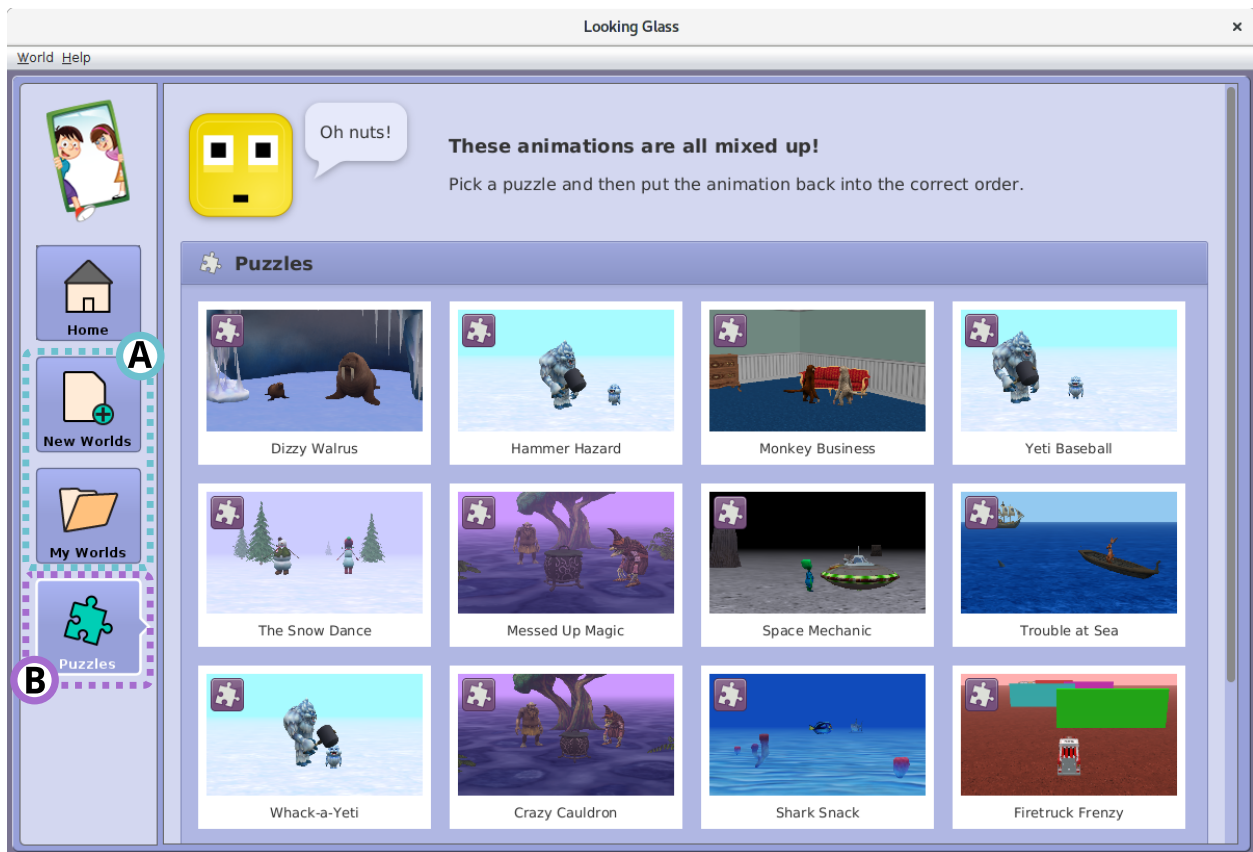 Looking Glass
×
World Help
Oh nuts!
These animations are all mixed up!
Pick a puzzle and then put the animation back into the correct order.
Home
A
New Worlds
My Worlds
Puzzles
B
Puzzles
Dizzy Walrus
Hammer Hazard
Monkey Business
Yeti Baseball
The Snow Dance
Messed Up Magic
Space Mechanic
Trouble at Sea
Whack-a-Yeti
Crazy Cauldron
Shark Snack
Firetruck Frenzy